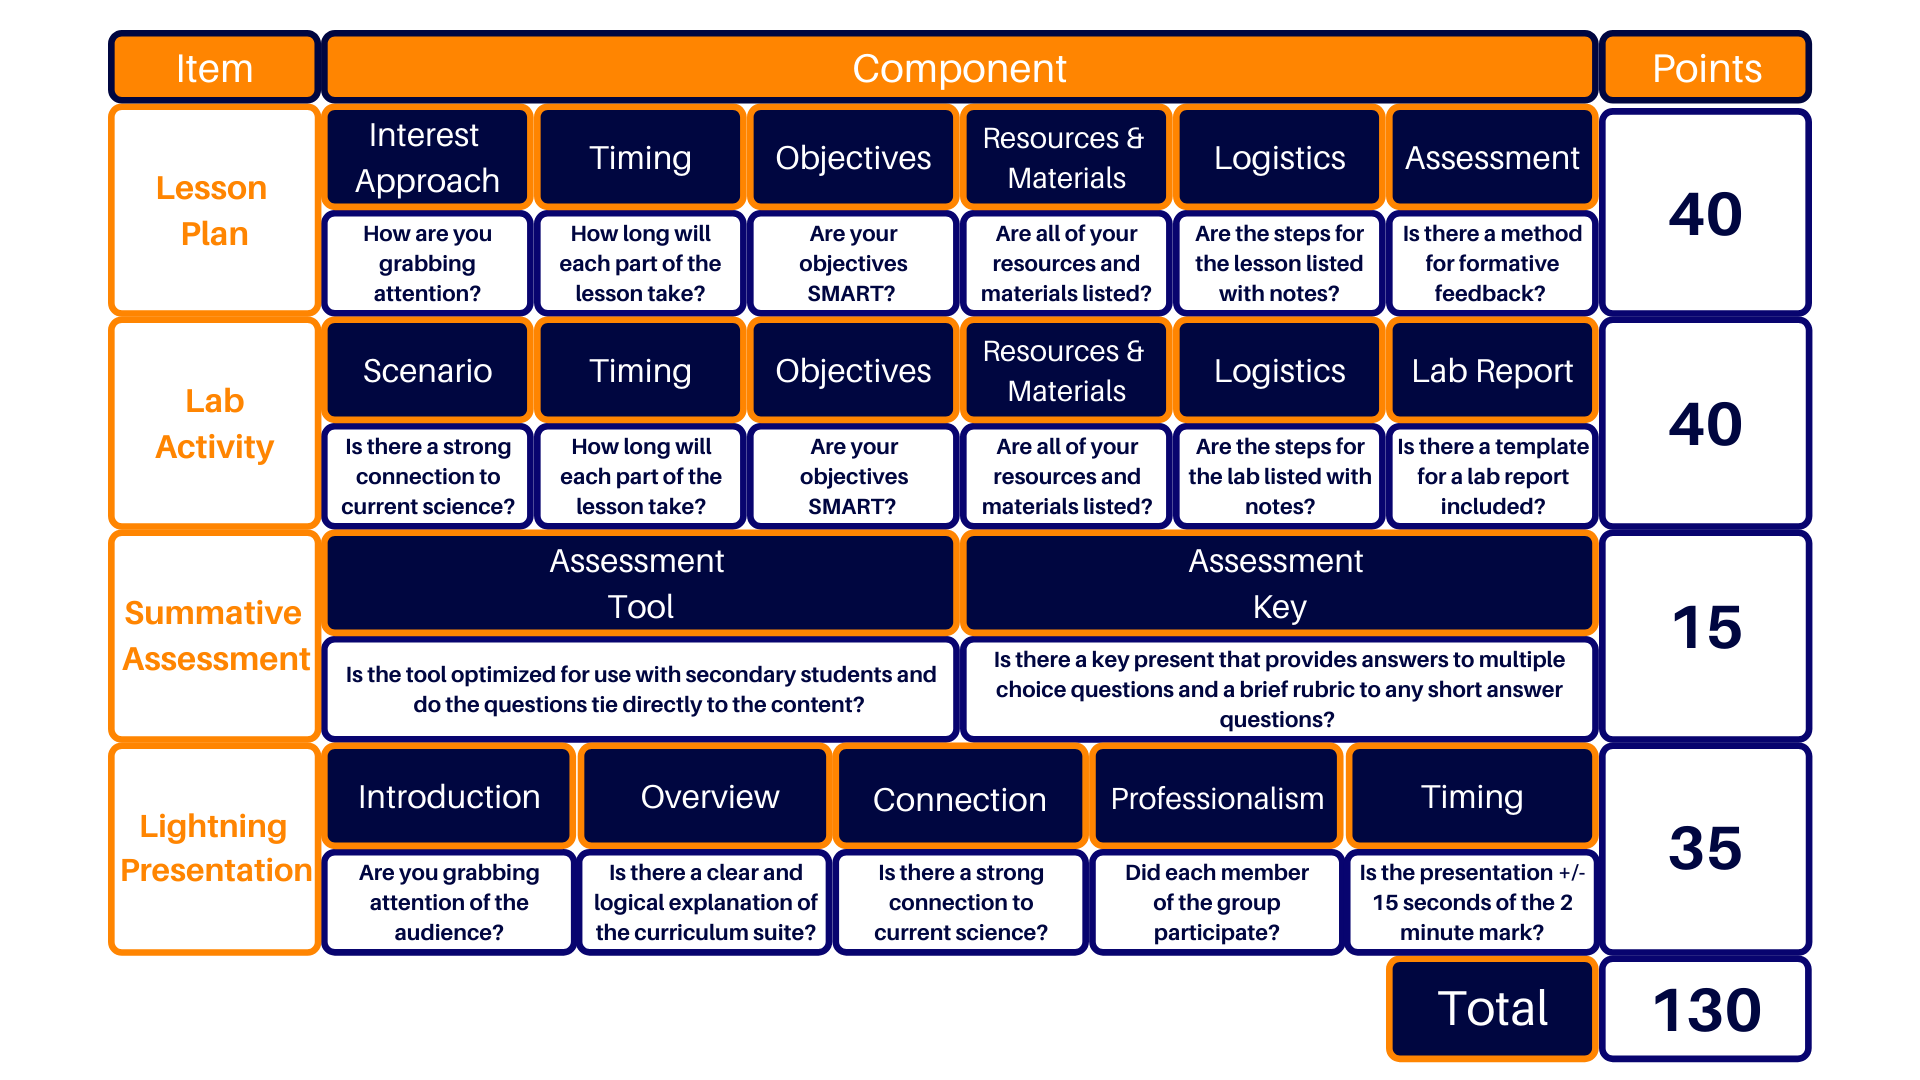 Item
Component
Points
Lesson
Plan
Interest
Approach
Timing
Objectives
Resources &
Materials
Logistics
Assessment
40
How are you
grabbing
attention?
How long will
each part of the
lesson take?
Are your
objectives
SMART?
Are all of your
resources and
materials listed?
Are the steps for
the lesson listed
with notes?
Is there a method
for formative
feedback?
Lab
Activity
Scenario
Timing
Objectives
Resources &
Materials
Logistics
Lab Report
40
Is there a strong
connection to
current science?
How long will
each part of the
lesson take?
Are your
objectives
SMART?
Are all of your
resources and
materials listed?
Are the steps for
the lab listed with
notes?
Is there a template
for a lab report
included?
Summative
Assessment
Assessment
Tool
Assessment
Key
15
Is the tool optimized for use with secondary students and
do the questions tie directly to the content?
Is there a key present that provides answers to multiple
choice questions and a brief rubric to any short answer
questions?
Lightning
Presentation
Introduction
Overview
Connection
Professionalism
Timing
35
Are you grabbing
attention of the
audience?
Is there a clear and
logical explanation of
the curriculum suite?
Is there a strong
connection to
current science?
Did each member
of the group
participate?
Is the presentation +/-
15 seconds of the 2
minute mark?
Total
130